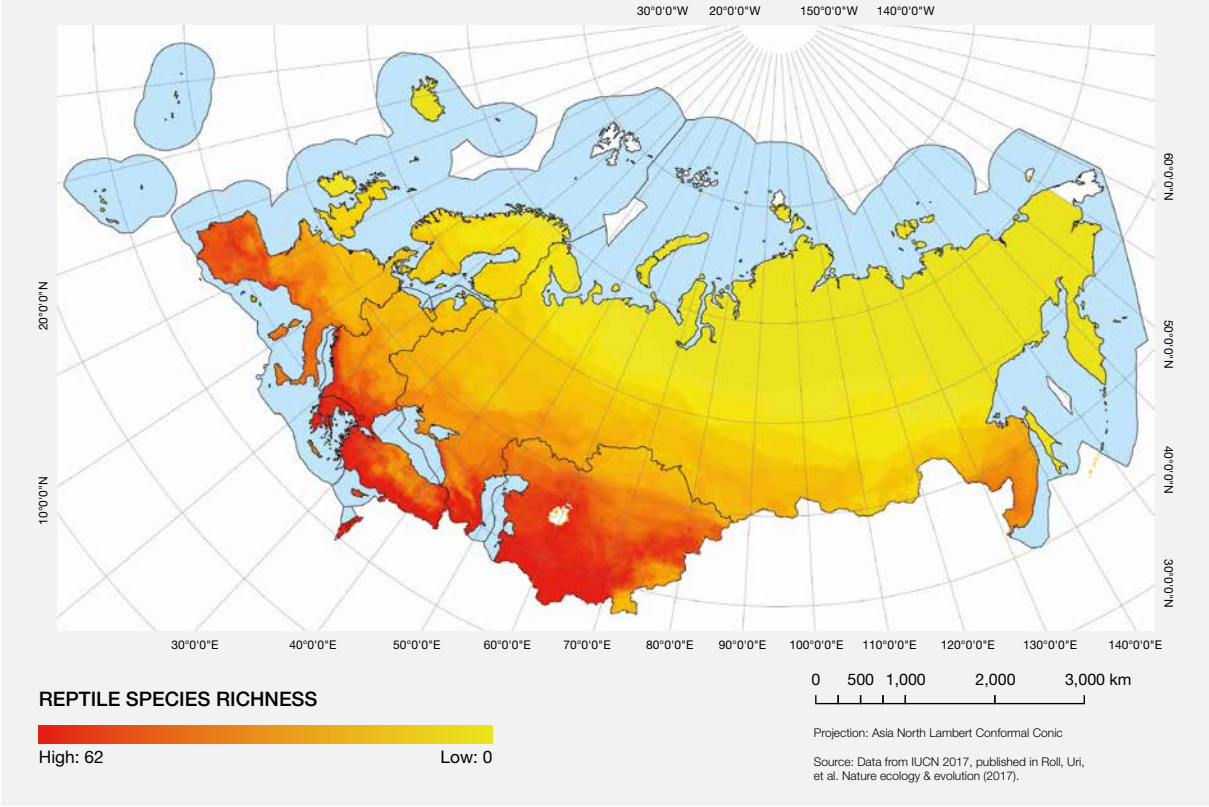 30°0'0"W 20°0'0"W 150°0'0"W 140°0'0"W
60°0'0"N
50°0'0"N
40°0'0"N
30°0'0"N
20°0'0"N
10°0'0"N
30°0'0"E 40°0'0"E 50°0'0"E 60°0'0"E 70°0'0"E 80°0'0"E 90°0'0"E 100°0'0"E 110°0'0"E 120°0'0"E 130°0'0"E 140°0'0"E
REPTILE SPECIES RICHNESS
High: 62 Low: 0
0 500 1,000 2,000 3,000 km
Projection: Asia North Lambert Conformal Conic
Source: Data from IUCN 2017, published in Roll, Uri,
et al. Nature ecology & evolution (2017).